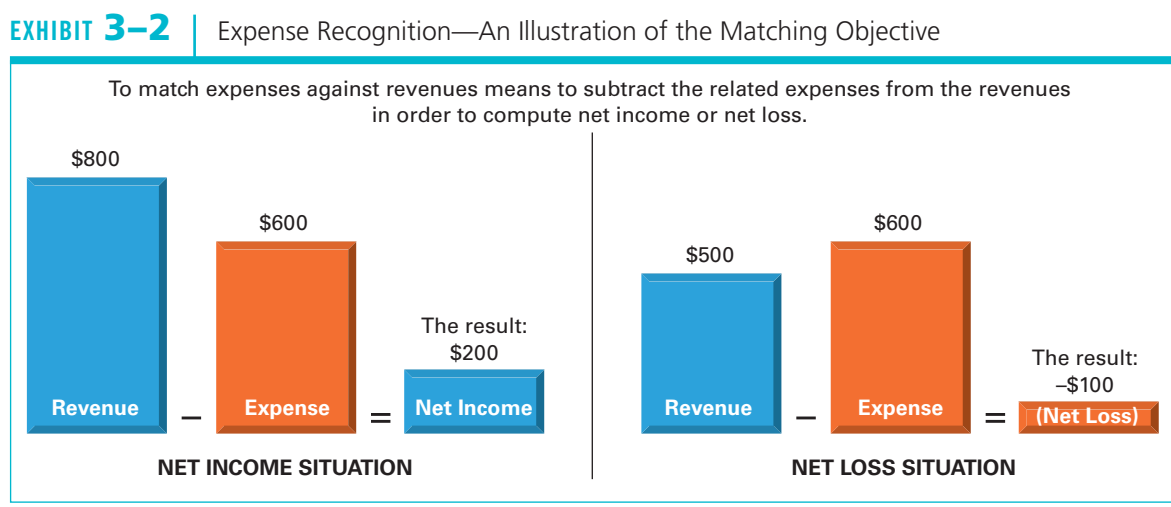 EXHIBIT 3–2 Expense Recognition—An Illustration of the Matching Objective
To match expenses against revenues means to subtract the related expenses from the revenues
in order to compute net income or net loss.
$800
$600
The result:
$200
Revenue – Expense = Net Income
NET INCOME SITUATION
$500
$600
The result:
–$100
Revenue – Expense = (Net Loss)
NET LOSS SITUATION